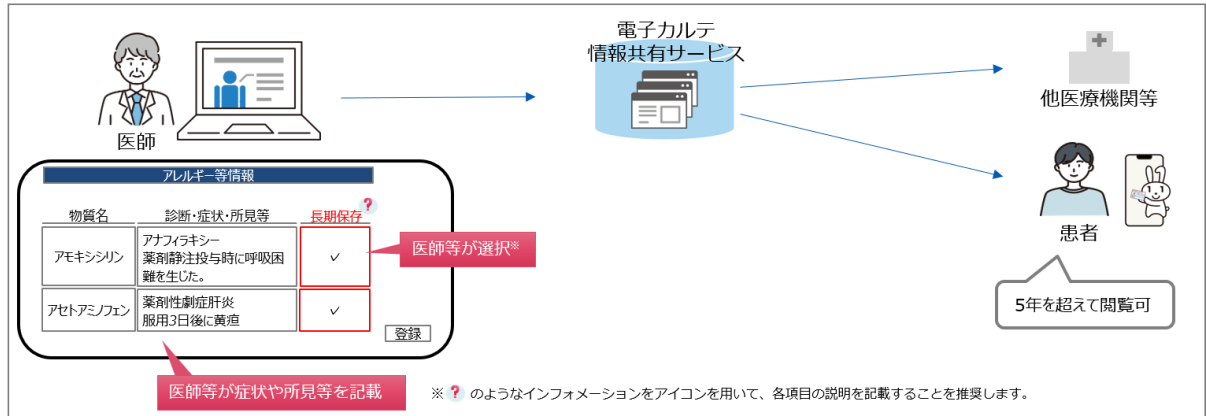 電子カルテ
情報共有サービス
他医療機関等
医師
患者
5年を超えて閲覧可
アレルギー等情報
物質名 診断・症状・所見等 長期保存 ?
アモキシシリン
アナフィラキシー
薬剤静注投与時に呼吸困
難を生じた。
✓
医師等が選択※
アセトアミノフェン
薬剤性劇症肝炎
服用3日後に黄疸
✓
登録
医師等が症状や所見等を記載
※ ? のようなインフォメーションをアイコンを用いて、各項目の説明を記載することを推奨します。